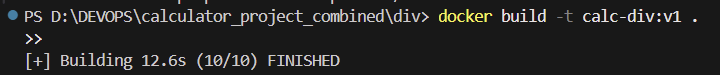 PS D:\DEVOPS\calculator_project_combined\div> docker build -t calc-div:v1 .
>>
[+] Building 12.6s (10/10) FINISHED